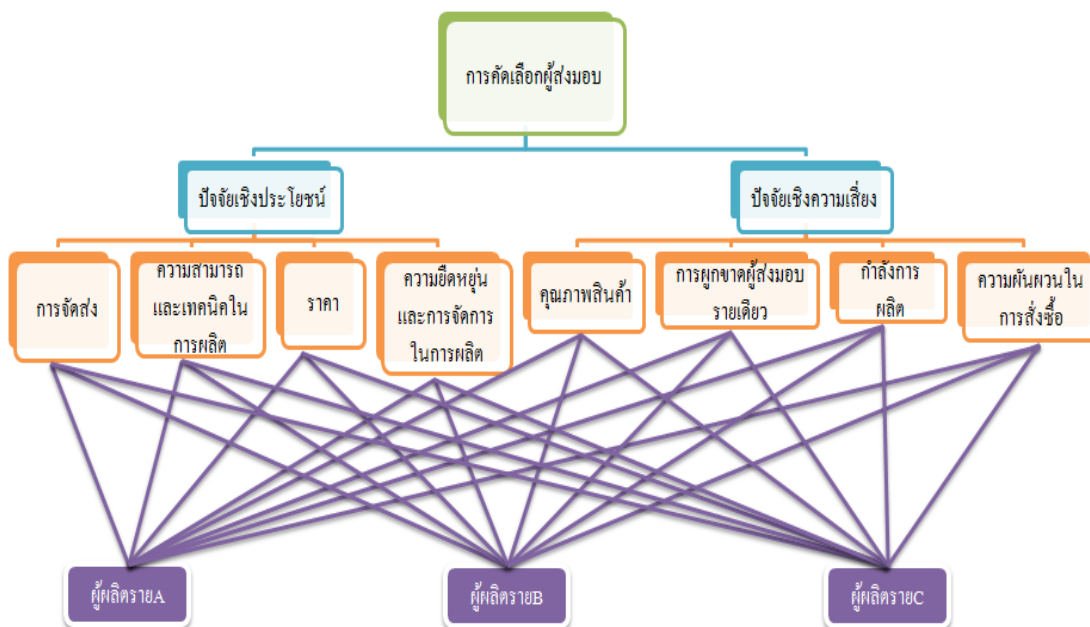 การคัดเลือกผู้ส่งมอบ
ปัจจัยเชิงประโยชน์
ปัจจัยเชิงความเสี่ยง
การจัดส่ง
ความสามารถ
และเทคนิคใน
การผลิต
ราคา
ความยืดหยุ่น
และการจัดการ
ในการผลิต
คุณภาพสินค้า
การผูกขาดผู้ส่งมอบ
รายเดียว
กำลังการ
ผลิต
ความผันผวนใน
การสั่งซื้อ
ผู้ผลิตรายA
ผู้ผลิตรายB
ผู้ผลิตรายC